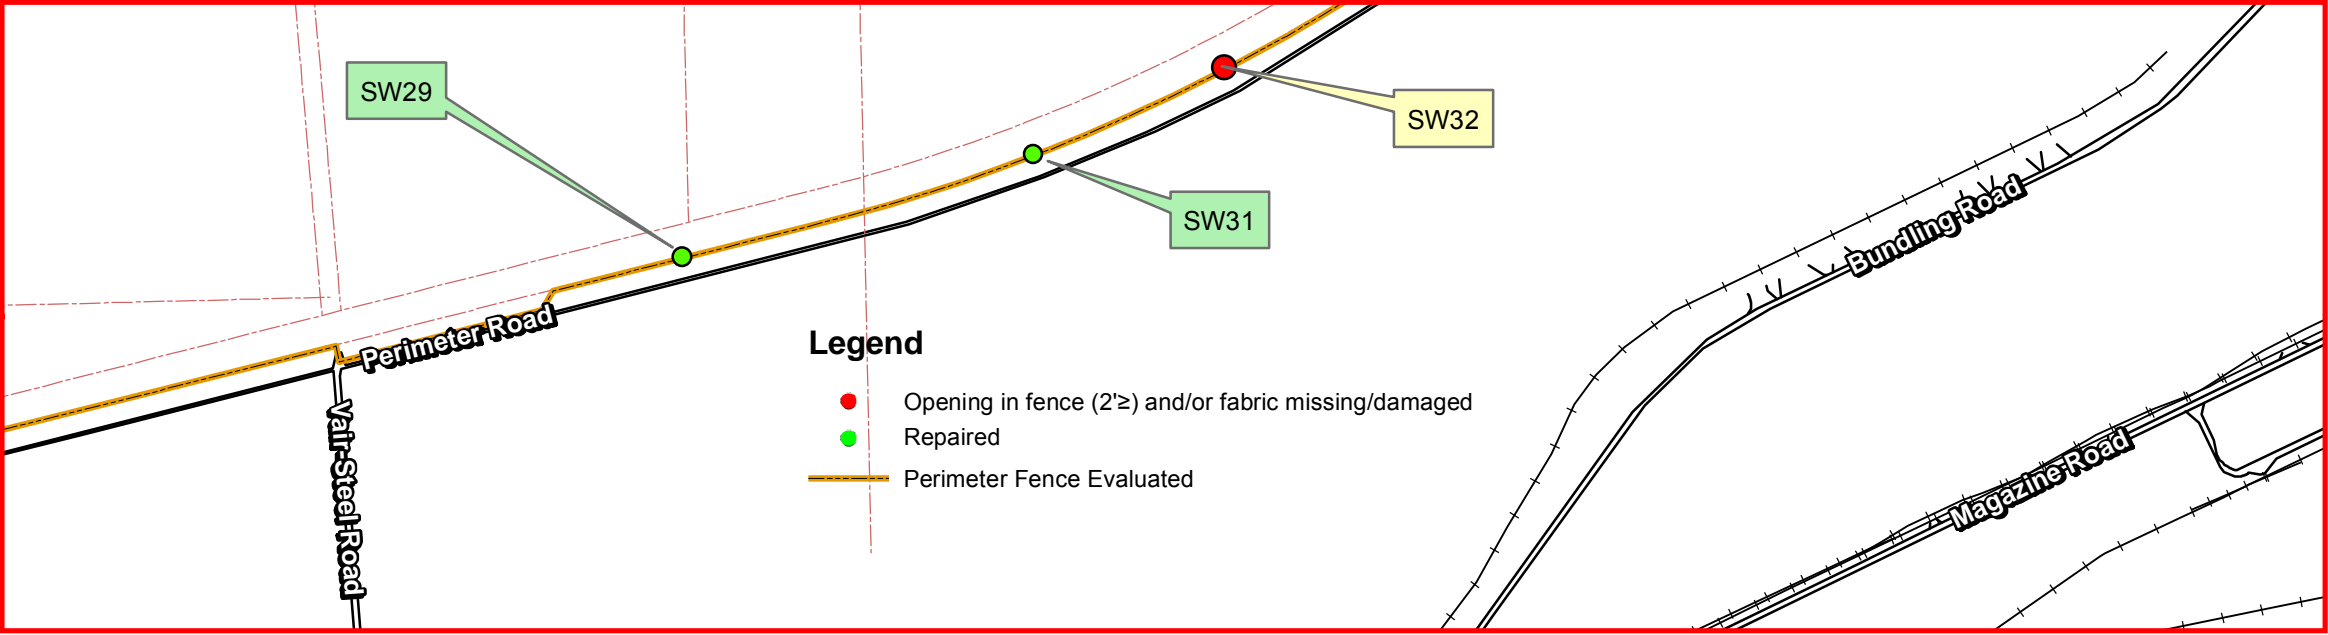 SW29
SW32
SW31
Bundling Road
Perimeter Road
Vair-Steel-Road
Magazine Road
Legend
Opening in fence (2'≥) and/or fabric missing/damaged
Repaired
Perimeter Fence Evaluated